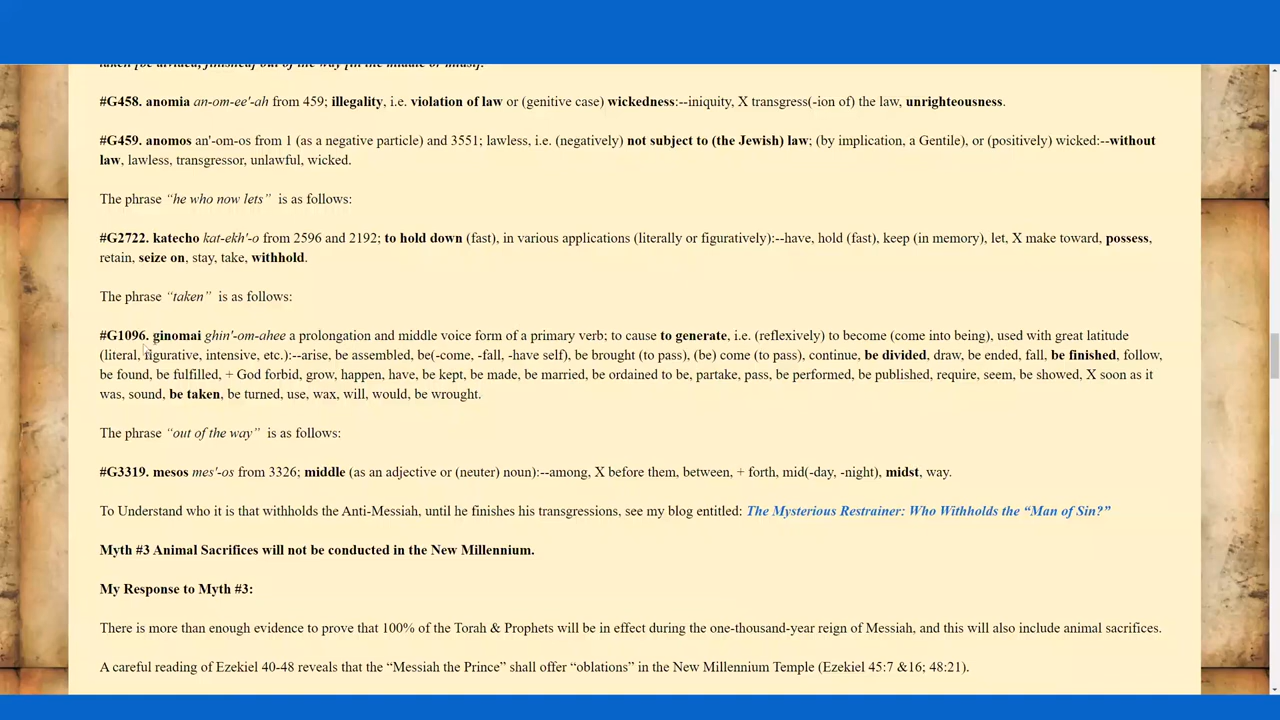 taken [be divided, finished] out of the way [in the middle or midst].
#G458. anomia an-om-ee'-ah from 459; illegality, i.e. violation of law or (genitive case) wickedness:--iniquity, X transgress(-ion of) the law, unrighteousness.
#G459. anomos an'-om-os from 1 (as a negative particle) and 3551; lawless, i.e. (negatively) not subject to (the Jewish) law; (by implication, a Gentile), or (positively) wicked:--without
law, lawless, transgressor, unlawful, wicked.
The phrase “he who now lets” is as follows:
#G2722. katecho kat-ekh'-o from 2596 and 2192; to hold down (fast), in various applications (literally or figuratively):--have, hold (fast), keep (in memory), let, X make toward, possess,
retain, seize on, stay, take, withhold.
The phrase “taken” is as follows:
#G1096. ginomai ghin'-om-ahee a prolongation and middle voice form of a primary verb; to cause to generate, i.e. (reflexively) to become (come into being), used with great latitude
(literal, figurative, intensive, etc.):--arise, be assembled, be(-come, -fall, -have self), be brought (to pass), (be) come (to pass), continue, be divided, draw, be ended, fall, be finished, follow,
be found, be fulfilled, + God forbid, grow, happen, have, be kept, be made, be married, be ordained to be, partake, pass, be performed, be published, require, seem, be showed, X soon as it
was, sound, be taken, be turned, use, wax, will, would, be wrought.
The phrase “out of the way” is as follows:
#G3319. mesos mes'-os from 3326; middle (as an adjective or (neuter) noun):--among, X before them, between, + forth, mid(-day, -night), midst, way.
To Understand who it is that withholds the Anti-Messiah, until he finishes his transgressions, see my blog entitled: The Mysterious Restrainer: Who Withholds the “Man of Sin?”
Myth #3 Animal Sacrifices will not be conducted in the New Millennium.
My Response to Myth #3:
There is more than enough evidence to prove that 100% of the Torah & Prophets will be in effect during the one-thousand-year reign of Messiah, and this will also include animal sacrifices.
A careful reading of Ezekiel 40-48 reveals that the “Messiah the Prince” shall offer “oblations” in the New Millennium Temple (Ezekiel 45:7 &16; 48:21).